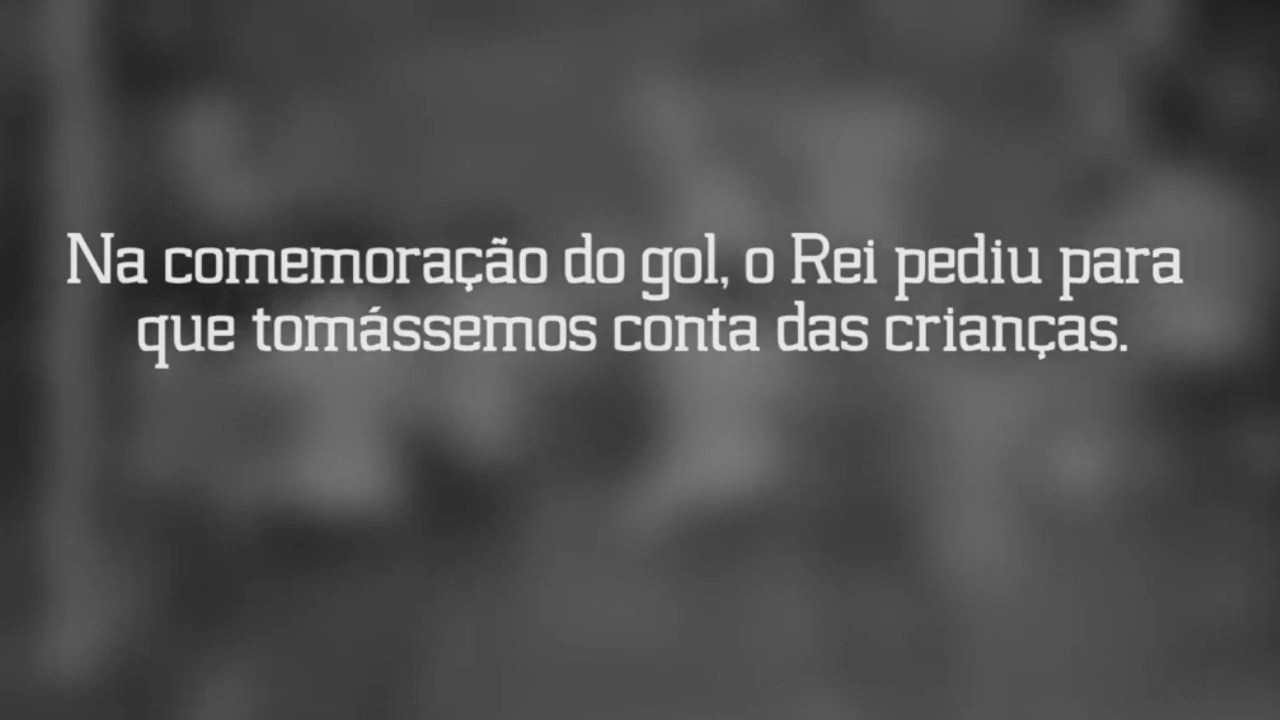 Na comemoração do gol, o Rei pediu para
que tomássemos conta das crianças.